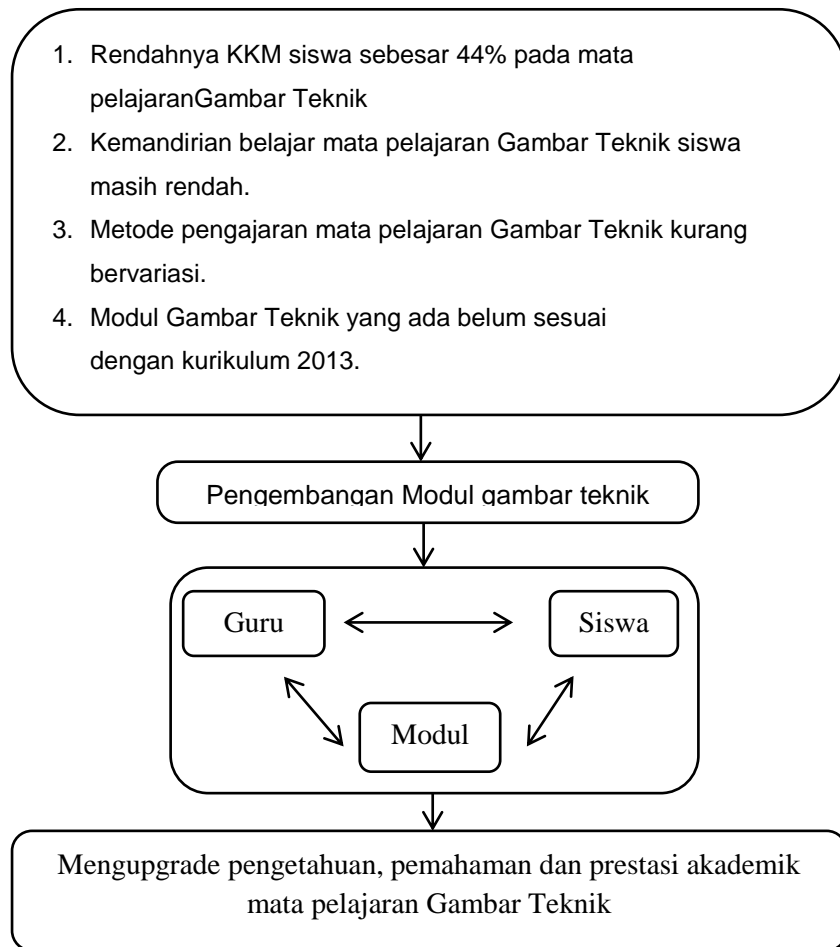 1. Rendahnya KKM siswa sebesar 44% pada mata
pelajaranGambar Teknik
2. Kemandirian belajar mata pelajaran Gambar Teknik siswa
masih rendah.
3. Metode pengajaran mata pelajaran Gambar Teknik kurang
bervariasi.
4. Modul Gambar Teknik yang ada belum sesuai
dengan kurikulum 2013.
Pengembangan Modul gambar teknik
Guru
Siswa
Modul
Mengupgrade pengetahuan, pemahaman dan prestasi akademik
mata pelajaran Gambar Teknik